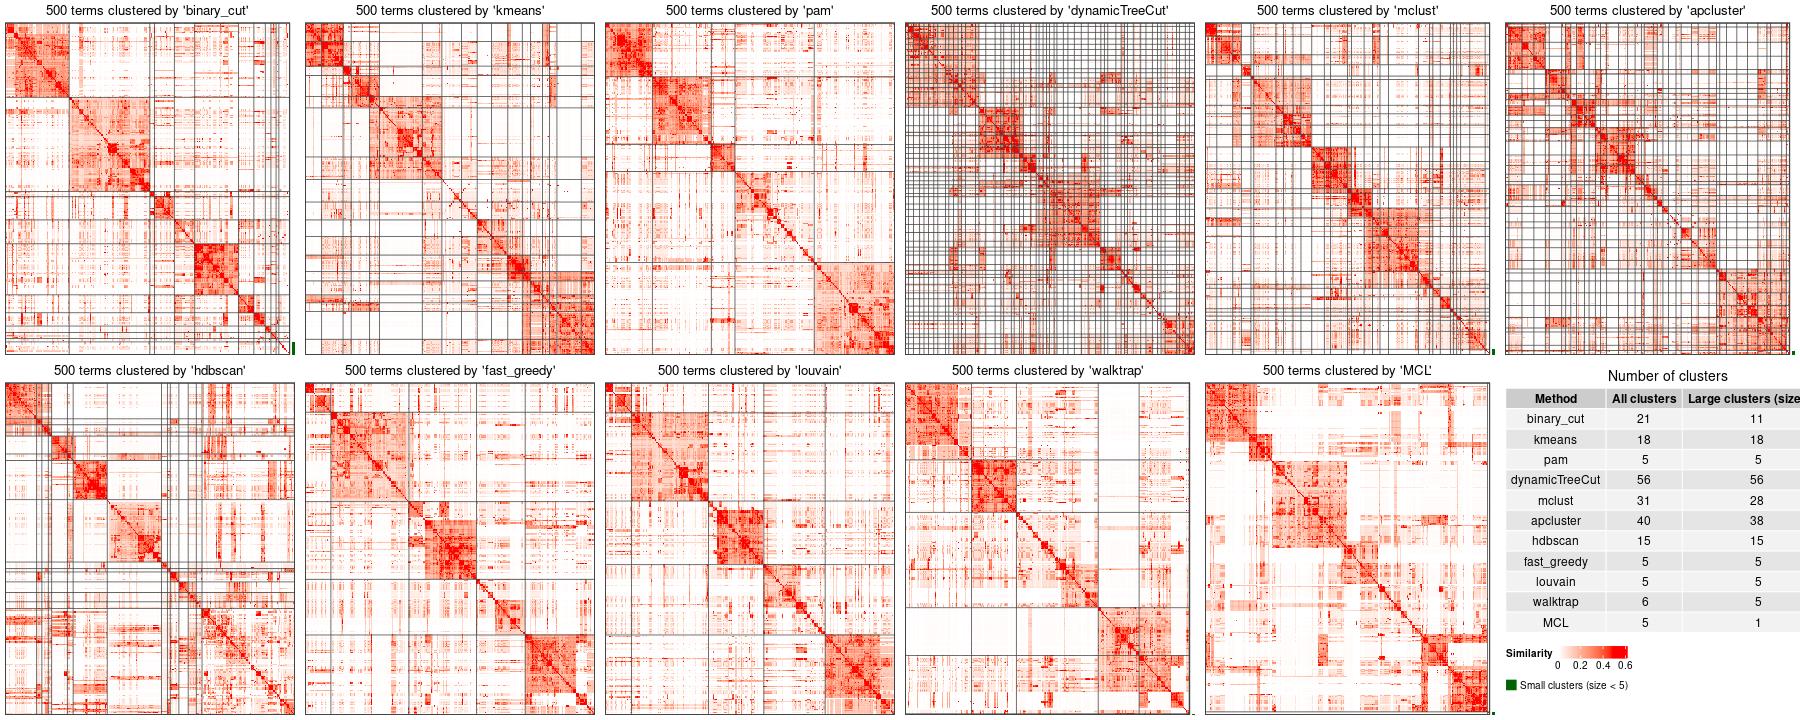 500 terms clustered by 'binary_cut'
500 terms clustered by 'kmeans'
500 terms clustered by 'pam'
500 terms clustered by 'dynamicTreeCut'
500 terms clustered by 'mclust'
500 terms clustered by 'apcluster'
500 terms clustered by 'hdbscan'
500 terms clustered by 'fast_greedy'
500 terms clustered by 'louvain'
500 terms clustered by 'walktrap'
500 terms clustered by 'MCL'
Number of clusters
Method All clusters Large clusters (size
binary_cut 21 11
kmeans 18 18
pam 5 5
dynamicTreeCut 56 56
mclust 31 28
apcluster 40 38
hdbscan 15 15
fast_greedy 5 5
louvain 5 5
walktrap 6 5
MCL 5 1
Similarity
0 0.2 0.4 0.6
Small clusters (size < 5)